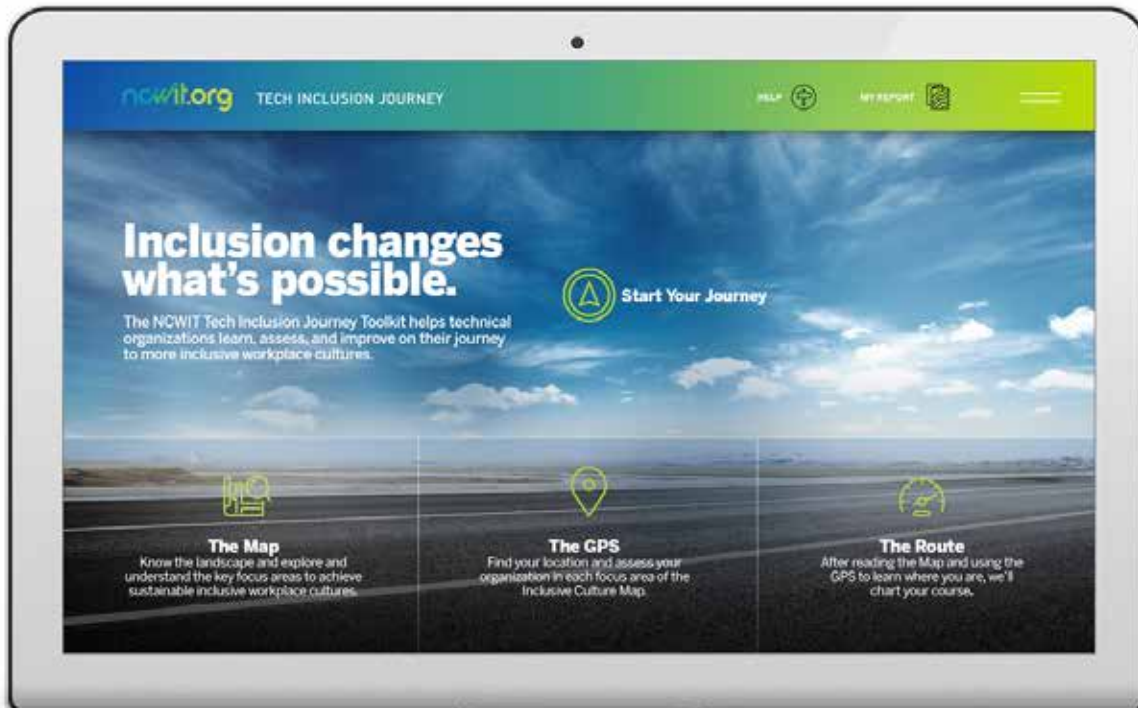 ncwit.org TECH INCLUSION JOURNEY HELP MY REPORT
Inclusion changes
what's possible.
The NCWIT Tech Inclusion Journey Toolkit helps technical
organizations learn, assess, and improve on their journey
to more inclusive workplace cultures.
Start Your Journey
The Map
Know the landscape and explore and
understand the key focus areas to achieve
sustainable inclusive workplace cultures.
The GPS
Find your location and assess your
organization in each focus area of the
Inclusive Culture Map.
The Route
After reading the Map and using the
GPS to learn where you are, we'll
chart your course.